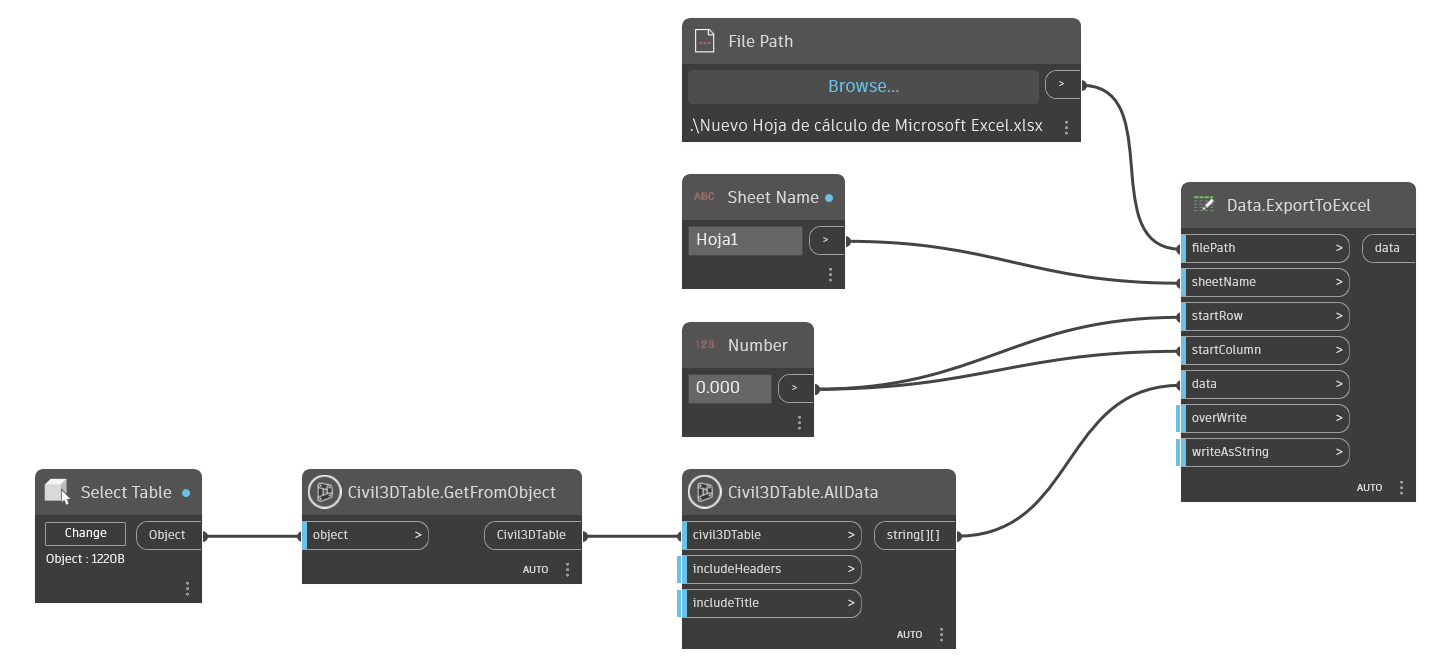 File Path
Browse...
>
.\Nuevo Hoja de cálculo de Microsoft Excel.xlsx
ABC Sheet Name
Hoja1 >
123 Number
0.000 >
Data.ExportToExcel
filePath > data
sheetName >
startRow >
startColumn >
data >
overWrite >
writeAsString >
AUTO
Select Table
Change Object
Object : 1220B
Civil3DTable.GetFromObject
object > Civil3DTable
AUTO
Civil3DTable.AllData
civil3DTable > string[][]
includeHeaders >
includeTitle >
AUTO